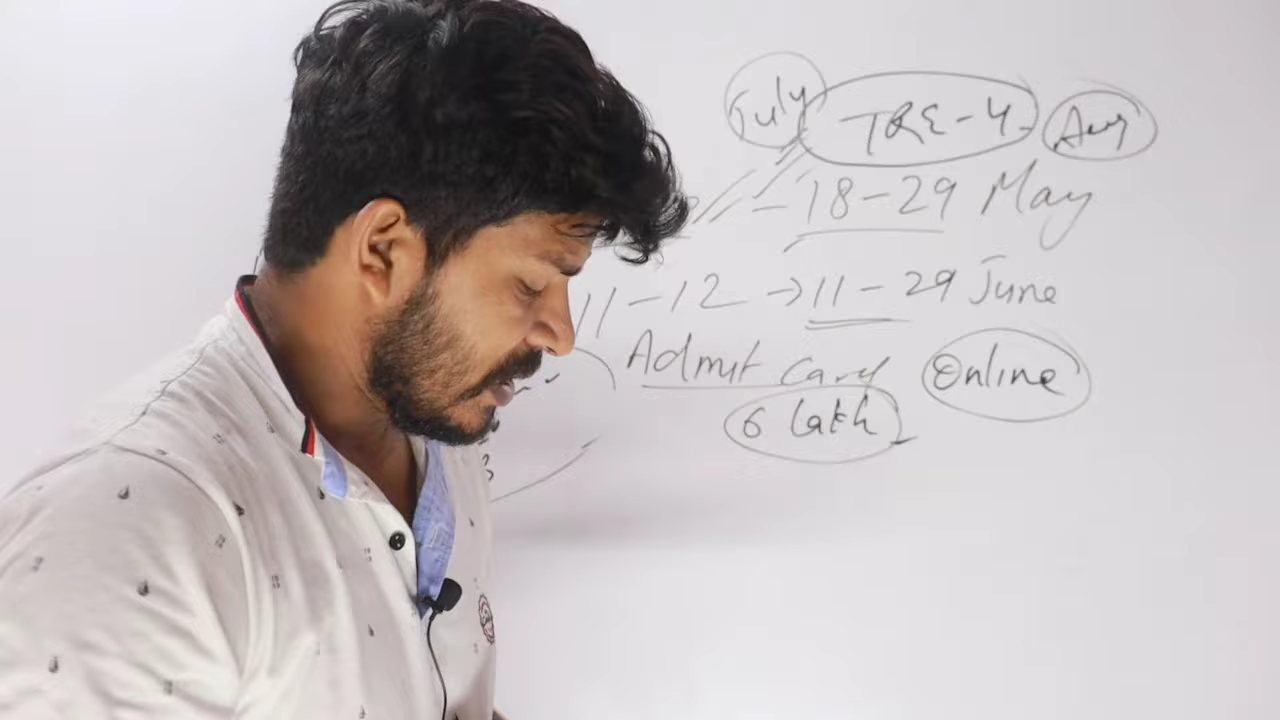 July TRE-4 Aug
- 18-29 May
11-12 → 11-29 June
Admit Card Online
6 lakh